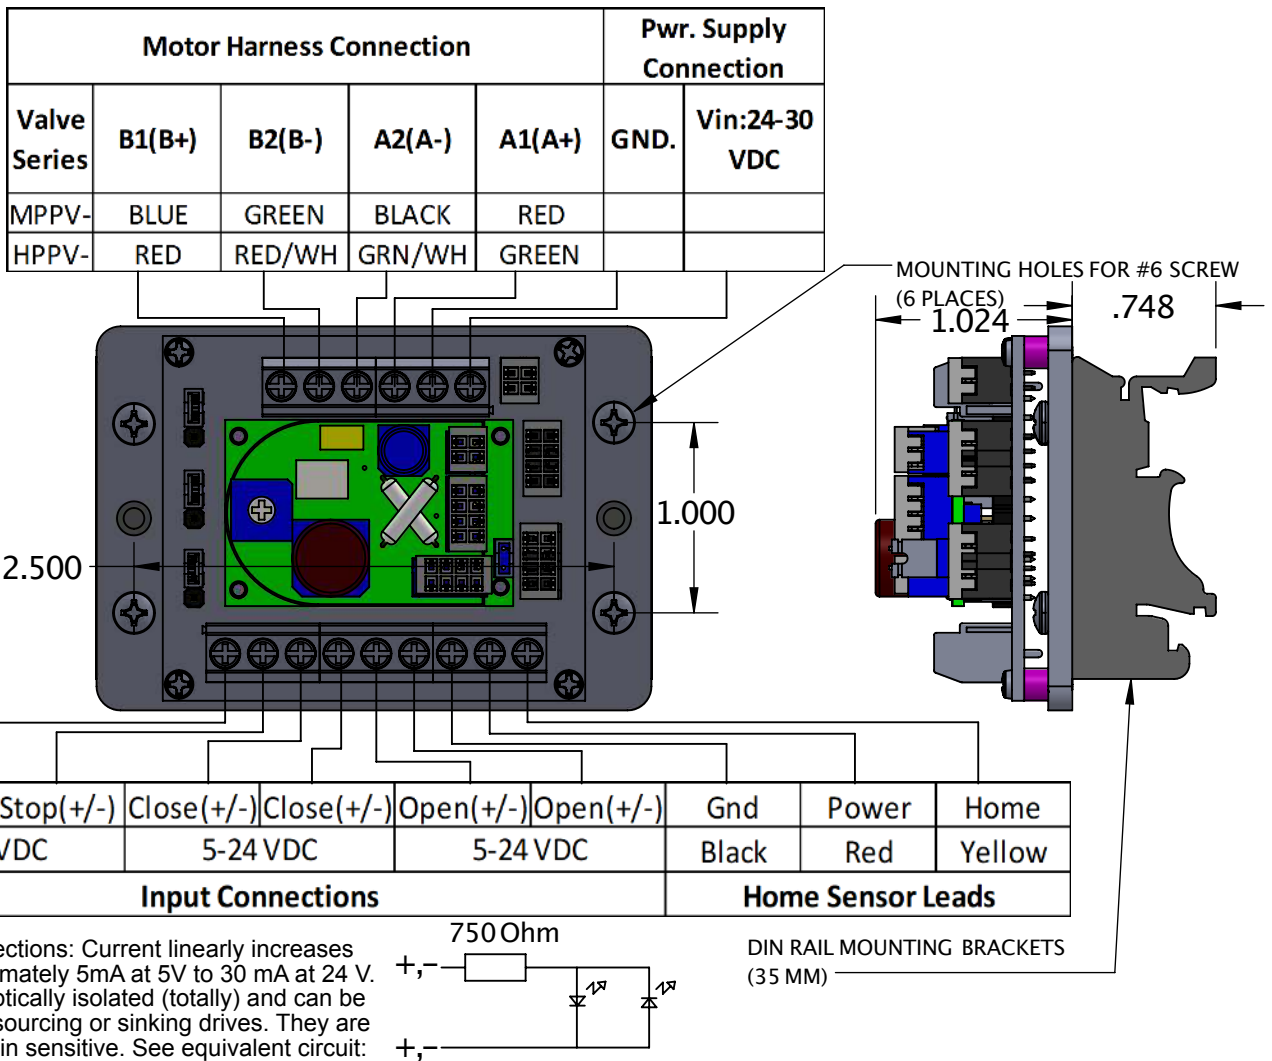 Motor Harness Connection
Pwr. Supply
Connection
Valve
Series
B1(B+)
B2(B-)
A2(A-)
A1(A+)
GND.
Vin:24-30
VDC
MPPV-
BLUE
GREEN
BLACK
RED
HPPV-
RED
RED/WH
GRN/WH
GREEN
MOUNTING HOLES FOR #6 SCREW
(6 PLACES)
1.024
.748
1.000
2.500
Stop(+/-)
Close(+/-)
Close(+/-)
Open(+/-)
Open(+/-)
Gnd
Power
Home
VDC
5-24 VDC
5-24 VDC
Black
Red
Yellow
Input Connections
Home Sensor Leads
ections: Current linearly increases
mately 5mA at 5V to 30 mA at 24 V.
ptically isolated (totally) and can be
sourcing or sinking drives. They are
in sensitive. See equivalent circuit:
750 Ohm
+,-
+,-
DIN RAIL MOUNTING BRACKETS
(35 MM)